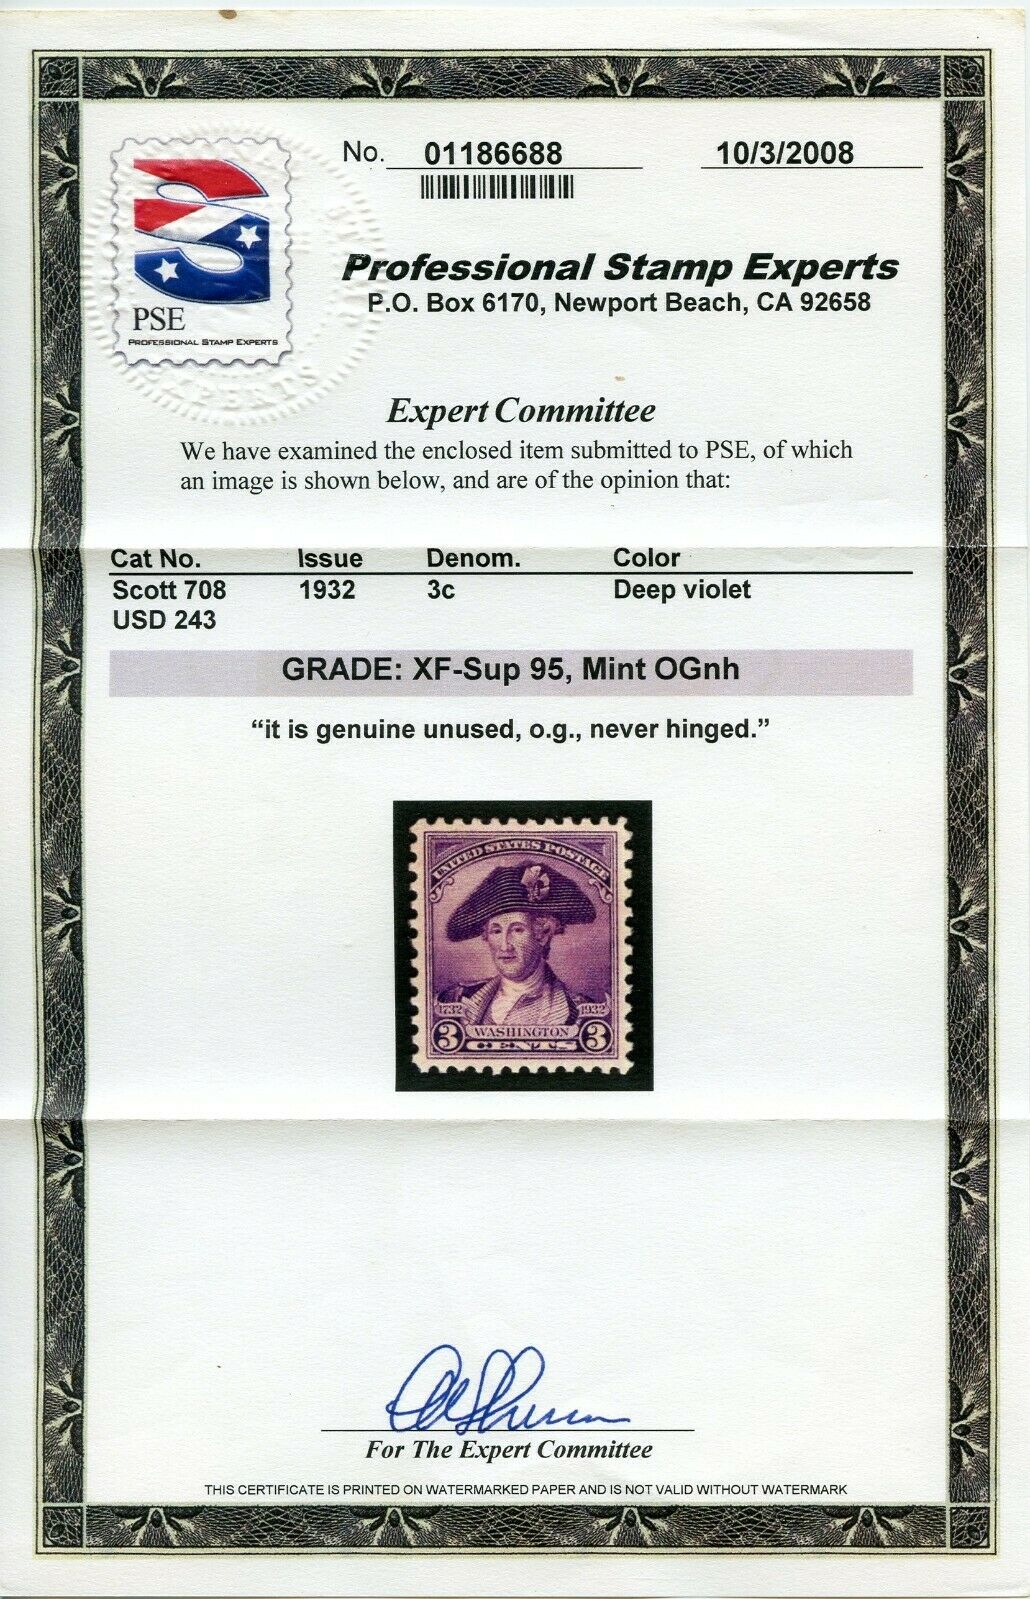 No. 01186688 10/3/2008
PSE
PROFESSIONAL STAMP EXPERTS
EXPERTS
Professional Stamp Experts
P.O. Box 6170, Newport Beach, CA 92658
Expert Committee
We have examined the enclosed item submitted to PSE, of which
an image is shown below, and are of the opinion that:
Cat No. Issue Denom. Color
Scott 708 1932 3c Deep violet
USD 243
GRADE: XF-Sup 95, Mint OGnh
“it is genuine unused, o.g., never hinged.”
UNITED STATES POSTAGE
1732 1932
3 WASHINGTON 3
CENTS
For The Expert Committee
THIS CERTIFICATE IS PRINTED ON WATERMARKED PAPER AND IS NOT VALID WITHOUT WATERMARK